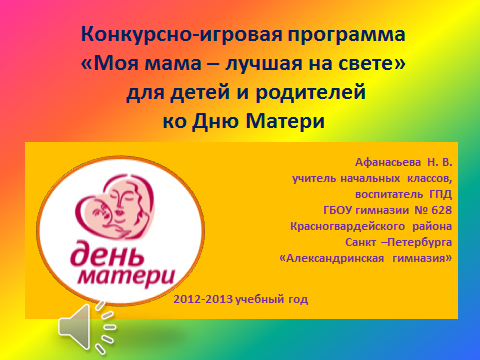 Конкурсно-игровая программа
«Моя мама – лучшая на свете»
для детей и родителей
ко Дню Матери
Афанасьева Н. В.
учитель начальных классов,
воспитатель ГПД
ГБОУ гимназии № 628
Красногвардейского района
Санкт –Петербурга
«Александринская гимназия»
день
матери
2012-2013 учебный год